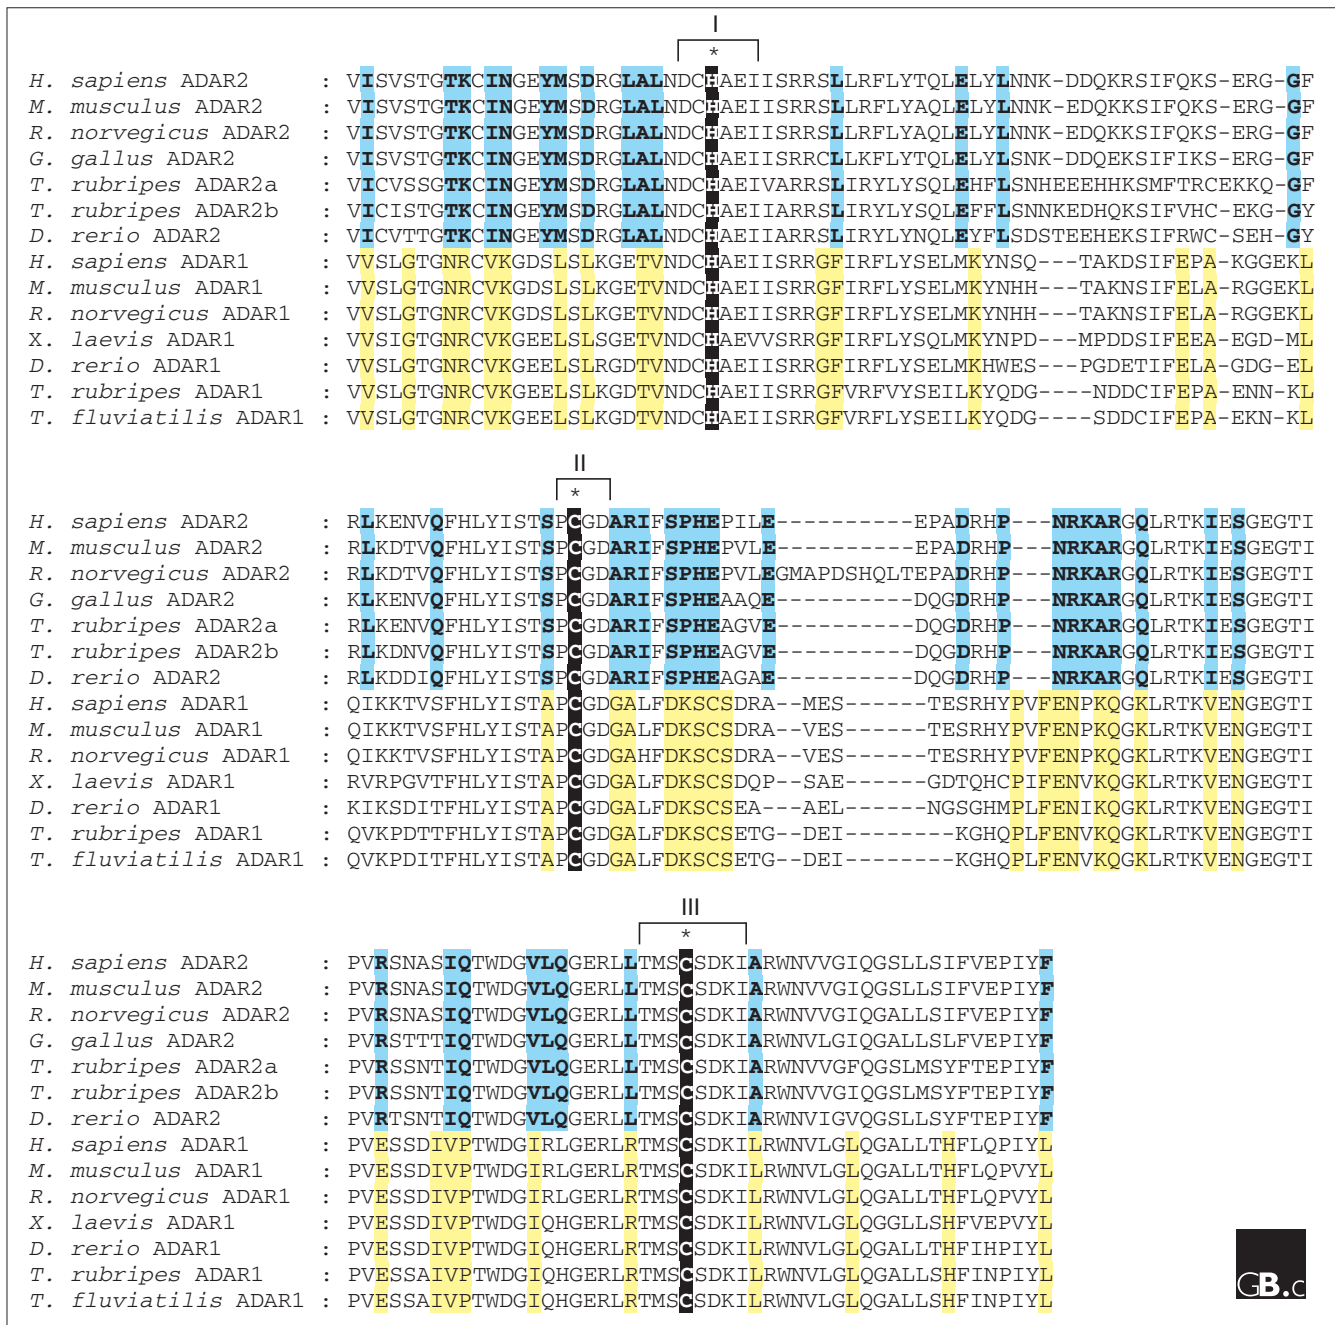 I
*
H. sapiens ADAR2 : VISVSTGTKCINGEYMSDRGLALNDCHAEIISRRSLLRFLYTQLELYLNNK-DDQKRSIFQKS-ERG-GF
M. musculus ADAR2 : VISVSTGTKCINGEYMSDRGLALNDCHAEIISRRSLLRFLYAQLELYLNNK-EDQKKSIFQKS-ERG-GF
R. norvegicus ADAR2 : VISVSTGTKCINGEYMSDRGLALNDCHAEIISRRSLLRFLYAQLELYLNNK-EDQKKSIFQKS-ERG-GF
G. gallus ADAR2 : VISVSTGTKCINGEYMSDRGLALNDCHAEIISRRCLLKFLYTQLELYLSNK-DDQEKSIFIKS-ERG-GF
T. rubripes ADAR2a : VICVSSGTKCINGEYMSDRGLALNDCHAEIVARRSLIRYLYSQLEHFLSNHEEEHHKSMFTRCEKKQ-GF
T. rubripes ADAR2b : VICISTGTKCINGEYMSDRGLALNDCHAEIIARRSLIRYLYSQLEFFLSNNKEDHQKSIFVHC-EKG-GY
D. rerio ADAR2 : VICVTTGTKCINGEYMSDRGLALNDCHAEIIARRSLIRYLYNQLEYFLSDSTEEHEKSIFRWC-SEH-GY
H. sapiens ADAR1 : VVSLGTGNRCVKGDSLSLKGETVNDCHAEIISRRGFIRFLYSELMKYNSQ---TAKDSIFEPA-KGGEKL
M. musculus ADAR1 : VVSLGTGNRCVKGDSLSLKGETVNDCHAEIISRRGFIRFLYSELMKYNHH---TAKNSIFELA-RGGEKL
R. norvegicus ADAR1 : VVSLGTGNRCVKGDSLSLKGETVNDCHAEIISRRGFIRFLYSELMKYNHH---TAKNSIFELA-RGGEKL
X. laevis ADAR1 : VVSIGTGNRCVKGEELSLSGETVNDCHAEVVSRRGFIRFLYSQLMKYNPD---MPDDSIFEEA-EGD-ML
D. rerio ADAR1 : VVSLGTGNRCVKGEELSLRGDTVNDCHAEIISRRGFIRFLYSELMKHWES---PGDETIFELA-GDG-EL
T. rubripes ADAR1 : VVSLGTGNRCVKGEELSLKGDTVNDCHAEIISRRGFVRFVYSEILKYQDG----NDDCIFEPA-ENN-KL
T. fluviatilis ADAR1 : VVSLGTGNRCVKGEELSLKGDTVNDCHAEIISRRGFVRFLYSEILKYQDG----SDDCIFEPA-EKN-KL
II
*
H. sapiens ADAR2 : RLKENVQFHLYISTSPCGDARIFSPHEPILE----------EPADRHP---NRKARGQLRTKIESGEGTI
M. musculus ADAR2 : RLKDTVQFHLYISTSPCGDARIFSPHEPVLE----------EPADRHP---NRKARGQLRTKIESGEGTI
R. norvegicus ADAR2 : RLKDTVQFHLYISTSPCGDARIFSPHEPVLEGMAPDSHQLTEPADRHP---NRKARGQLRTKIESGEGTI
G. gallus ADAR2 : KLKENVQFHLYISTSPCGDARIFSPHEAAQE----------DQGDRHP---NRKARGQLRTKIESGEGTI
T. rubripes ADAR2a : RLKENVQFHLYISTSPCGDARIFSPHEAGVE----------DQGDRHP---NRKARGQLRTKIESGEGTI
T. rubripes ADAR2b : RLKDNVQFHLYISTSPCGDARIFSPHEAGVE----------DQGDRHP---NRKARGQLRTKIESGEGTI
D. rerio ADAR2 : RLKDDIQFHLYISTSPCGDARIFSPHEAGAE----------DQGDRHP---NRKARGQLRTKIESGEGTI
H. sapiens ADAR1 : QIKKTVSFHLYISTAPCGDGALFDKSCSDRA--MES------TESRHYPVFENPKQGKLRTKVENGEGTI
M. musculus ADAR1 : QIKKTVSFHLYISTAPCGDGALFDKSCSDRA--VES------TESRHYPVFENPKQGKLRTKVENGEGTI
R. norvegicus ADAR1 : QIKKTVSFHLYISTAPCGDGAHFDKSCSDRA--VES------TESRHYPVFENPKQGKLRTKVENGEGTI
X. laevis ADAR1 : RVRPGVTFHLYISTAPCGDGALFDKSCSDQP--SAE------GDTQHCPIFENVKQGKLRTKVENGEGTI
D. rerio ADAR1 : KIKSDITFHLYISTAPCGDGALFDKSCSEA--AEL-------NGSGHMPLFENIKQGKLRTKVENGEGTI
T. rubripes ADAR1 : QVKPDTTFHLYISTAPCGDGALFDKSCSETG--DEI--------KGHQPLFENVKQGKLRTKVENGEGTI
T. fluviatilis ADAR1 : QVKPDITFHLYISTAPCGDGALFDKSCSETG--DEI--------KGHQPLFENVKQGKLRTKVENGEGTI
III
*
H. sapiens ADAR2 : PVRSNASIQTWDGVLQGERLLTMSCSDKIARWNVVGIQGSLLSIFVEPIYF
M. musculus ADAR2 : PVRSNASIQTWDGVLQGERLLTMSCSDKIARWNVVGIQGSLLSIFVEPIYF
R. norvegicus ADAR2 : PVRSNASIQTWDGVLQGERLLTMSCSDKIARWNVVGIQGSLLSIFVEPIYF
G. gallus ADAR2 : PVRSTTTIQTWDGVLQGERLLTMSCSDKIARWNVLGIQGALLSLFVEPIYF
T. rubripes ADAR2a : PVRSSNTIQTWDGVLQGERLLTMSCSDKIARWNVVGFQGSLMSYFTEPIYF
T. rubripes ADAR2b : PVRSSNTIQTWDGVLQGERLLTMSCSDKIARWNVVGIQGSLMSYFTEPIYF
D. rerio ADAR2 : PVRTSNTIQTWDGVLQGERLLTMSCSDKIARWNVIGVQGSLLSYFTEPIYF
H. sapiens ADAR1 : PVESSDIVPTWDGIRLGERLRTMSCSDKILRWNVLGLQGALLTHFLQPIYL
M. musculus ADAR1 : PVESSDIVPTWDGIRLGERLRTMSCSDKILRWNVLGLQGALLTHFLQPVYL
R. norvegicus ADAR1 : PVESSDIVPTWDGIRLGERLRTMSCSDKILRWNVLGLQGALLTHFLQPVYL
X. laevis ADAR1 : PVESSDIVPTWDGIQHGERLRTMSCSDKILRWNVLGLQGGLLSHFVEPVYL
D. rerio ADAR1 : PVESSDIVPTWDGIQHGERLRTMSCSDKILRWNVLGLQGALLTHFIHPIYL
T. rubripes ADAR1 : PVESSAIVPTWDGIQHGERLRTMSCSDKILRWNVLGLQGALLSHFINPIYL
T. fluviatilis ADAR1 : PVESSAIVPTWDGIQHGERLRTMSCSDKILRWNVLGLQGALLSHFINPIYL
GB.c